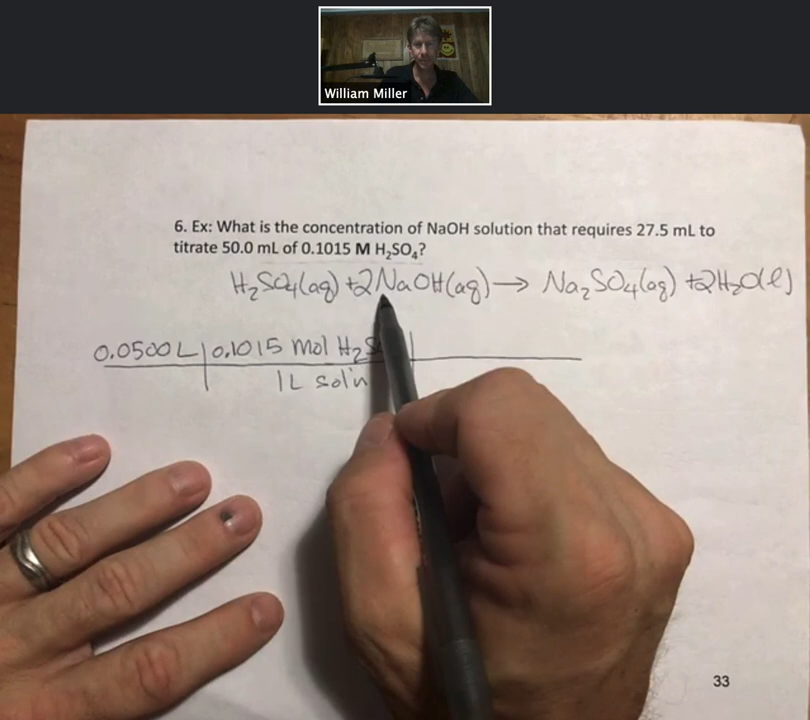 William Miller
6. Ex: What is the concentration of NaOH solution that requires 27.5 mL to
titrate 50.0 mL of 0.1015 M H₂SO₄?
H₂SO₄(aq) + 2NaOH(aq) → Na₂SO₄(aq) + 2H₂O(l)
0.0500 L 0.1015 mol H₂S
1L sol'n
33